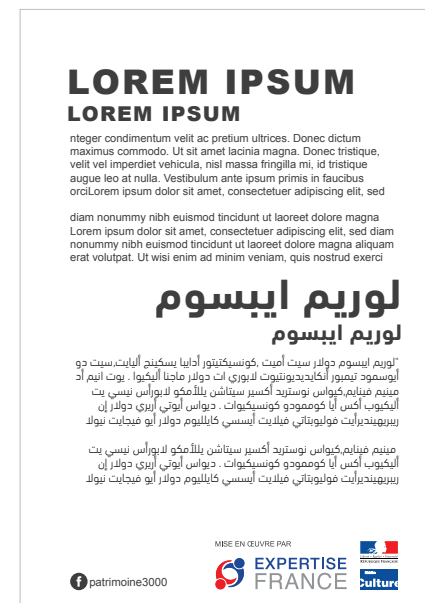 LOREM IPSUM
LOREM IPSUM
nteger condimentum velit ac pretium ultrices. Donec dictum
maximus commodo. Ut sit amet lacinia magna. Donec tristique,
velit vel imperdiet vehicula, nisl massa fringilla mi, id tristique
augue leo at nulla. Vestibulum ante ipsum primis in faucibus
orciLorem ipsum dolor sit amet, consectetuer adipiscing elit, sed
diam nonummy nibh euismod tincidunt ut laoreet dolore magna
Lorem ipsum dolor sit amet, consectetuer adipiscing elit, sed diam
nonummy nibh euismod tincidunt ut laoreet dolore magna aliquam
erat volutpat. Ut wisi enim ad minim veniam, quis nostrud exerci
لوريم ايبسوم
لوريم ايبسوم
"لوريم ايبسوم دولار سيت أميت ,كونسيكتيتور أدايبا يسكينج أليايت,سيت دو
أيوسمود تيمبور أنكايديديونتيوت لابوري ات دولار ماجنا أليكيوا . يوت انيم أد
مينيم فينايم,كيواس نوستريد أكسير سيتاشن يللأمكو لابورأس نيسي يت
أليكيوب أكس أيا كوممودو كونسيكيوات . ديواس أيوتي أريري دولار إن
ريبريهينديرأيت فوليوبتاتي فيلايت أيسسي كايلليوم دولار أيو فيجايت نيولا
مينيم فينايم,كيواس نوستريد أكسير سيتاشن يللأمكو لابورأس نيسي يت
أليكيوب أكس أيا كوممودو كونسيكيوات . ديواس أيوتي أريري دولار إن
ريبريهينديرأيت فوليوبتاتي فيلايت أيسسي كايلليوم دولار أيو فيجايت نيولا
MISE EN ŒUVRE PAR
EXPERTISE
FRANCE
RÉPUBLIQUE FRANÇAISE
Culture
patrimoine3000